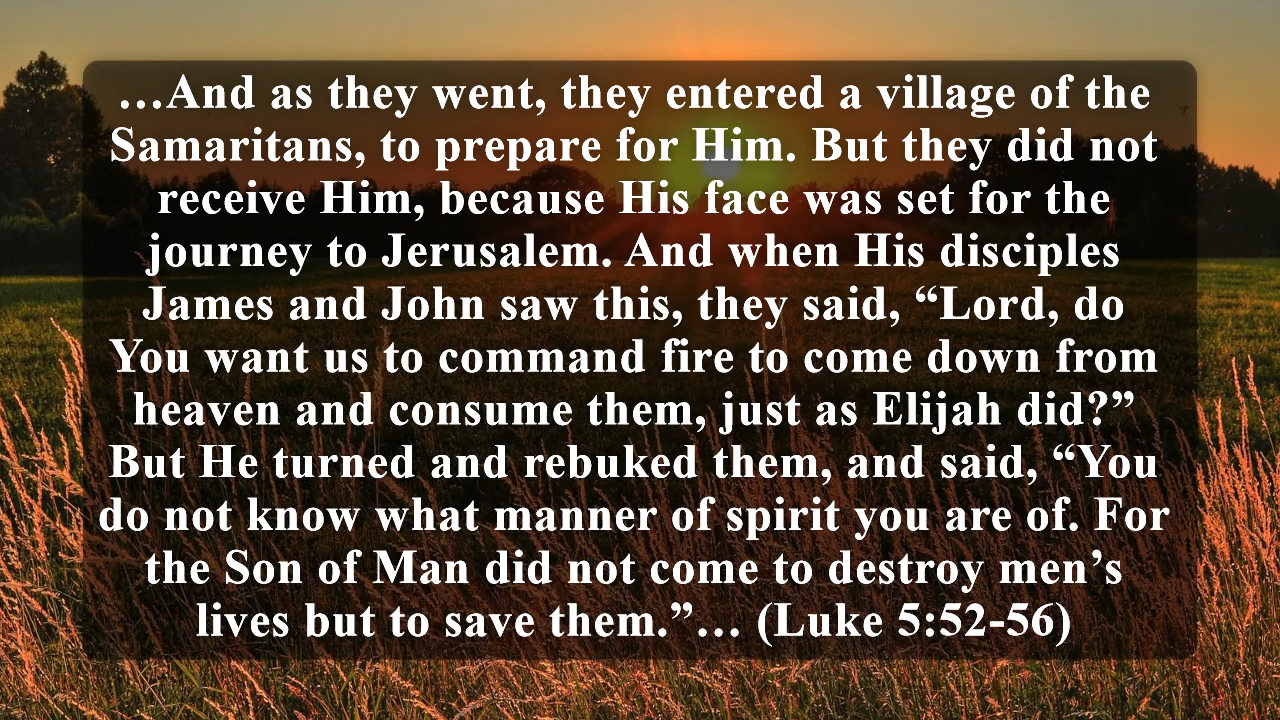 …And as they went, they entered a village of the
Samaritans, to prepare for Him. But they did not
receive Him, because His face was set for the
journey to Jerusalem. And when His disciples
James and John saw this, they said, “Lord, do
You want us to command fire to come down from
heaven and consume them, just as Elijah did?”
But He turned and rebuked them, and said, “You
do not know what manner of spirit you are of. For
the Son of Man did not come to destroy men’s
lives but to save them.”… (Luke 5:52-56)